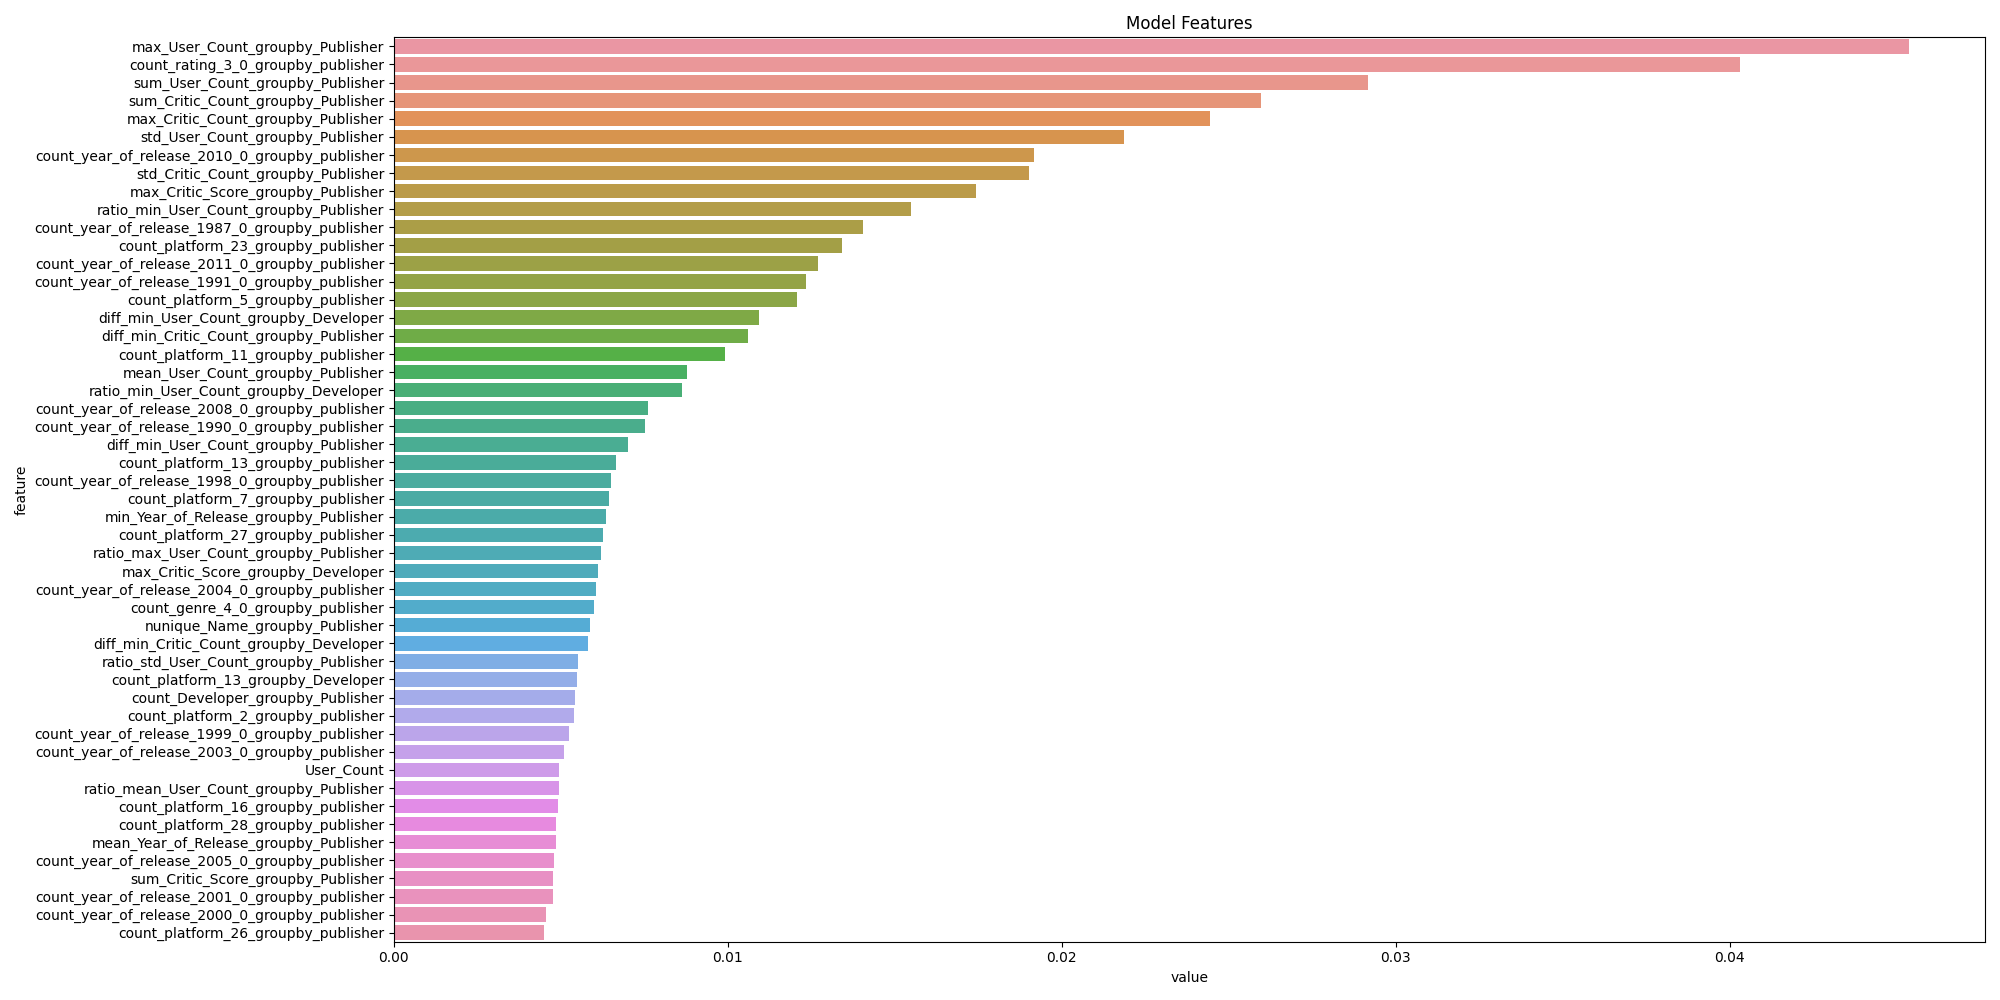 Model Features
max_User_Count_groupby_Publisher
count_rating_3_0_groupby_publisher
sum_User_Count_groupby_Publisher
sum_Critic_Count_groupby_Publisher
max_Critic_Count_groupby_Publisher
std_User_Count_groupby_Publisher
count_year_of_release_2010_0_groupby_publisher
std_Critic_Count_groupby_Publisher
max_Critic_Score_groupby_Publisher
ratio_min_User_Count_groupby_Publisher
count_year_of_release_1987_0_groupby_publisher
count_platform_23_groupby_publisher
count_year_of_release_2011_0_groupby_publisher
count_year_of_release_1991_0_groupby_publisher
count_platform_5_groupby_publisher
diff_min_User_Count_groupby_Developer
diff_min_Critic_Count_groupby_Publisher
count_platform_11_groupby_publisher
mean_User_Count_groupby_Publisher
ratio_min_User_Count_groupby_Developer
count_year_of_release_2008_0_groupby_publisher
count_year_of_release_1990_0_groupby_publisher
diff_min_User_Count_groupby_Publisher
count_platform_13_groupby_publisher
count_year_of_release_1998_0_groupby_publisher
count_platform_7_groupby_publisher
min_Year_of_Release_groupby_Publisher
count_platform_27_groupby_publisher
ratio_max_User_Count_groupby_Publisher
max_Critic_Score_groupby_Developer
count_year_of_release_2004_0_groupby_publisher
count_genre_4_0_groupby_publisher
nunique_Name_groupby_Publisher
diff_min_Critic_Count_groupby_Developer
ratio_std_User_Count_groupby_Publisher
count_platform_13_groupby_Developer
count_Developer_groupby_Publisher
count_platform_2_groupby_publisher
count_year_of_release_1999_0_groupby_publisher
count_year_of_release_2003_0_groupby_publisher
User_Count
ratio_mean_User_Count_groupby_Publisher
count_platform_16_groupby_publisher
count_platform_28_groupby_publisher
mean_Year_of_Release_groupby_Publisher
count_year_of_release_2005_0_groupby_publisher
sum_Critic_Score_groupby_Publisher
count_year_of_release_2001_0_groupby_publisher
count_year_of_release_2000_0_groupby_publisher
count_platform_26_groupby_publisher
feature
0.00 0.01 0.02 0.03 0.04
value